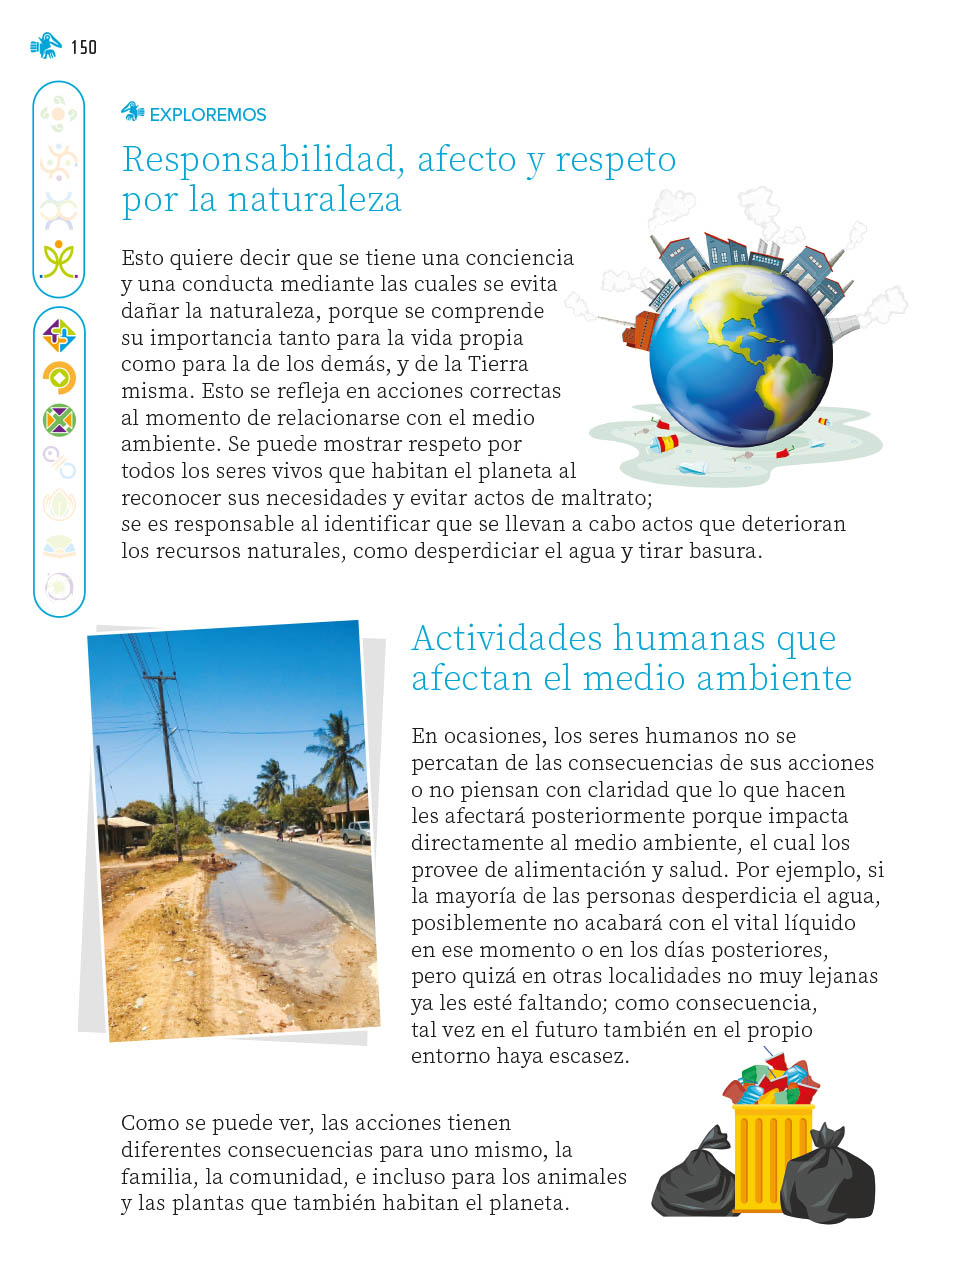 150
EXPLOREMOS
Responsabilidad, afecto y respeto
por la naturaleza
Esto quiere decir que se tiene una conciencia
y una conducta mediante las cuales se evita
dañar la naturaleza, porque se comprende
su importancia tanto para la vida propia
como para la de los demás, y de la Tierra
misma. Esto se refleja en acciones correctas
al momento de relacionarse con el medio
ambiente. Se puede mostrar respeto por
todos los seres vivos que habitan el planeta al
reconocer sus necesidades y evitar actos de maltrato;
se es responsable al identificar que se llevan a cabo actos que deterioran
los recursos naturales, como desperdiciar el agua y tirar basura.
Actividades humanas que
afectan el medio ambiente
En ocasiones, los seres humanos no se
percatan de las consecuencias de sus acciones
o no piensan con claridad que lo que hacen
les afectará posteriormente porque impacta
directamente al medio ambiente, el cual los
provee de alimentación y salud. Por ejemplo, si
la mayoría de las personas desperdicia el agua,
posiblemente no acabará con el vital líquido
en ese momento o en los días posteriores,
pero quizá en otras localidades no muy lejanas
ya les esté faltando; como consecuencia,
tal vez en el futuro también en el propio
entorno haya escasez.
Como se puede ver, las acciones tienen
diferentes consecuencias para uno mismo, la
familia, la comunidad, e incluso para los animales
y las plantas que también habitan el planeta.